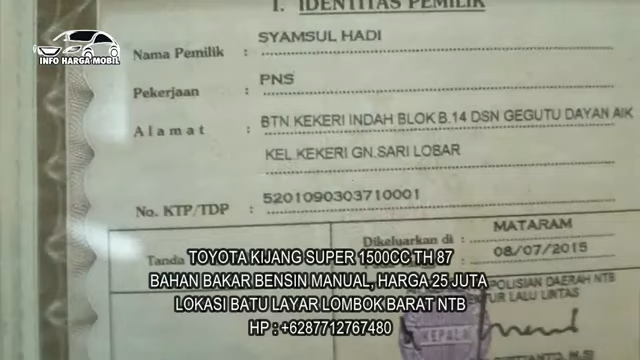 I. IDENTITAS PEMILIK
INFO HARGA MOBIL
Nama Pemilik : SYAMSUL HADI
Pekerjaan : PNS
Alamat : BTN KEKERI INDAH BLOK B.14 DSN GEGUTU DAYAN AIK
KEL.KEKERI GN.SARI LOBAR
No. KTP/TDP : 5201090303710001
Dikeluarkan di : MATARAM
Tanda
08/07/2015
TOYOTA KIJANG SUPER 1500CC TH 87
BAHAN BAKAR BENSIN MANUAL, HARGA 25 JUTA
LOKASI BATU LAYAR LOMBOK BARAT NTB
HP : +6287712767480
POLISIAN DAERAH NTB
TUR LALU LINTAS
KEPALA